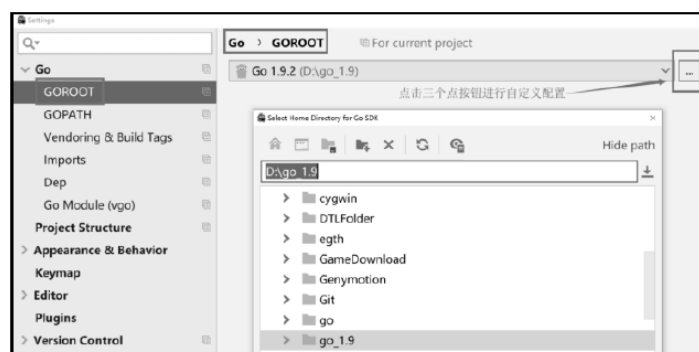 Settings
Go > GOROOT
For current project
Go
Go 1.9.2 (D:\go_1.9)
...
GOROOT
点击三个点按钮进行自定义配置
GOPATH
Select Home Directory for Go SDK
Vendoring & Build Tags
Hide path
Imports
D:\go_1.9
Dep
cygwin
Go Module (vgo)
DTLFolder
Project Structure
egth
Appearance & Behavior
GameDownload
Keymap
Genymotion
Editor
Git
Plugins
go
Version Control
go_1.9